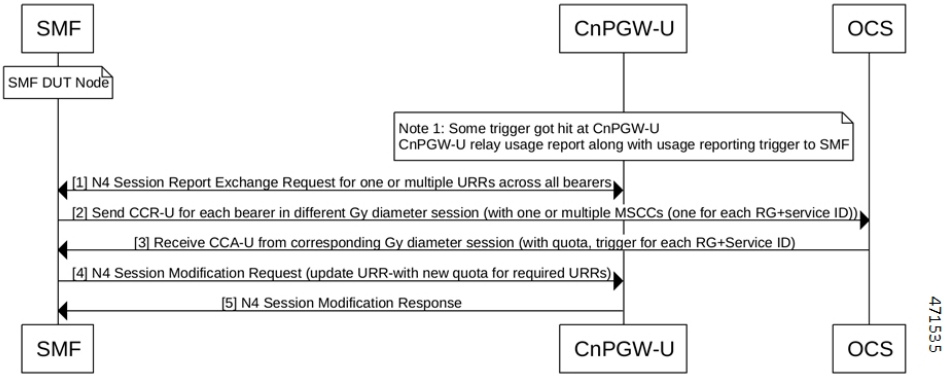 SMF
CnPGW-U
OCS
SMF DUT Node
Note 1: Some trigger got hit at CnPGW-U
CnPGW-U relay usage report along with usage reporting trigger to SMF
[1] N4 Session Report Exchange Request for one or multiple URRs across all bearers
[2] Send CCR-U for each bearer in different Gy diameter session (with one or multiple MSCCs (one for each RG+service ID))
[3] Receive CCA-U from corresponding Gy diameter session (with quota, trigger for each RG+Service ID)
[4] N4 Session Modification Request (update URR-with new quota for required URRs)
[5] N4 Session Modification Response
SMF
CnPGW-U
OCS
471535